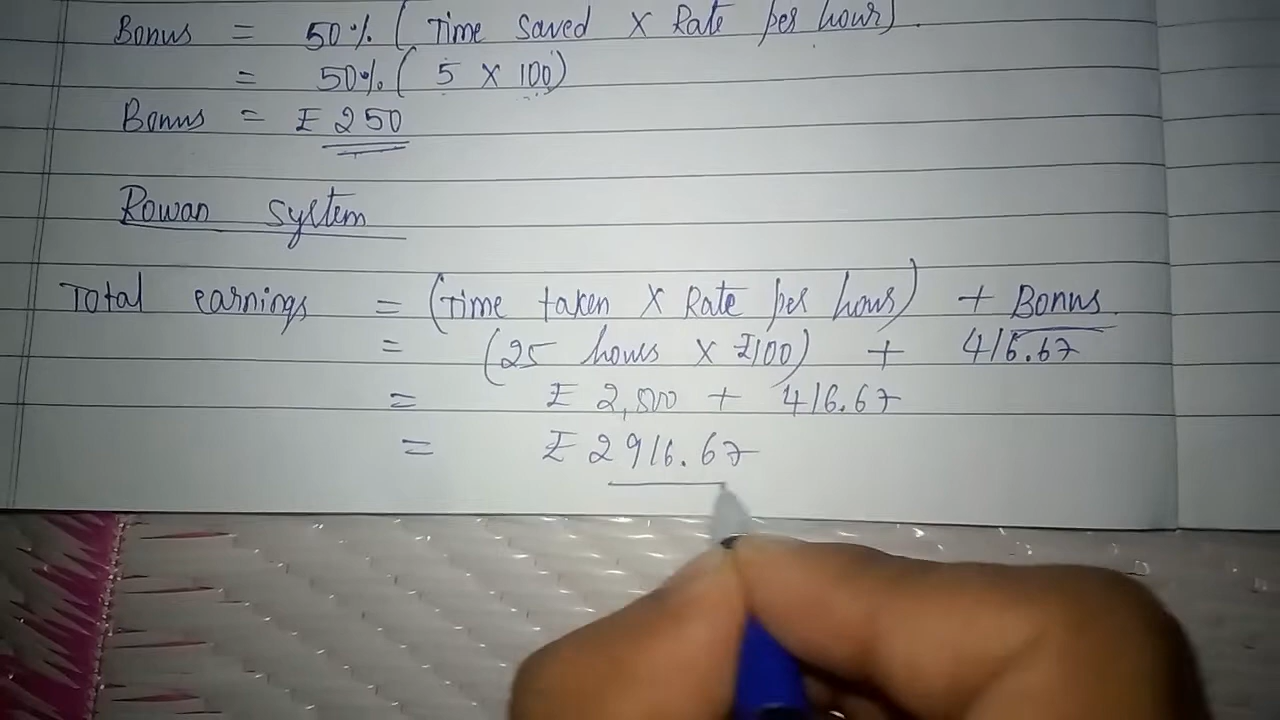 Bonus = 50% ( Time Saved X Rate per hour) .
= 50% ( 5 X 100)
Bonus = ₹ 250
Rowan System
Total earnings = (Time taken X Rate per hour) + Bonus
= (25 hours X ₹100) + 416.67
= ₹ 2,500 + 416.67
= ₹ 2916.67